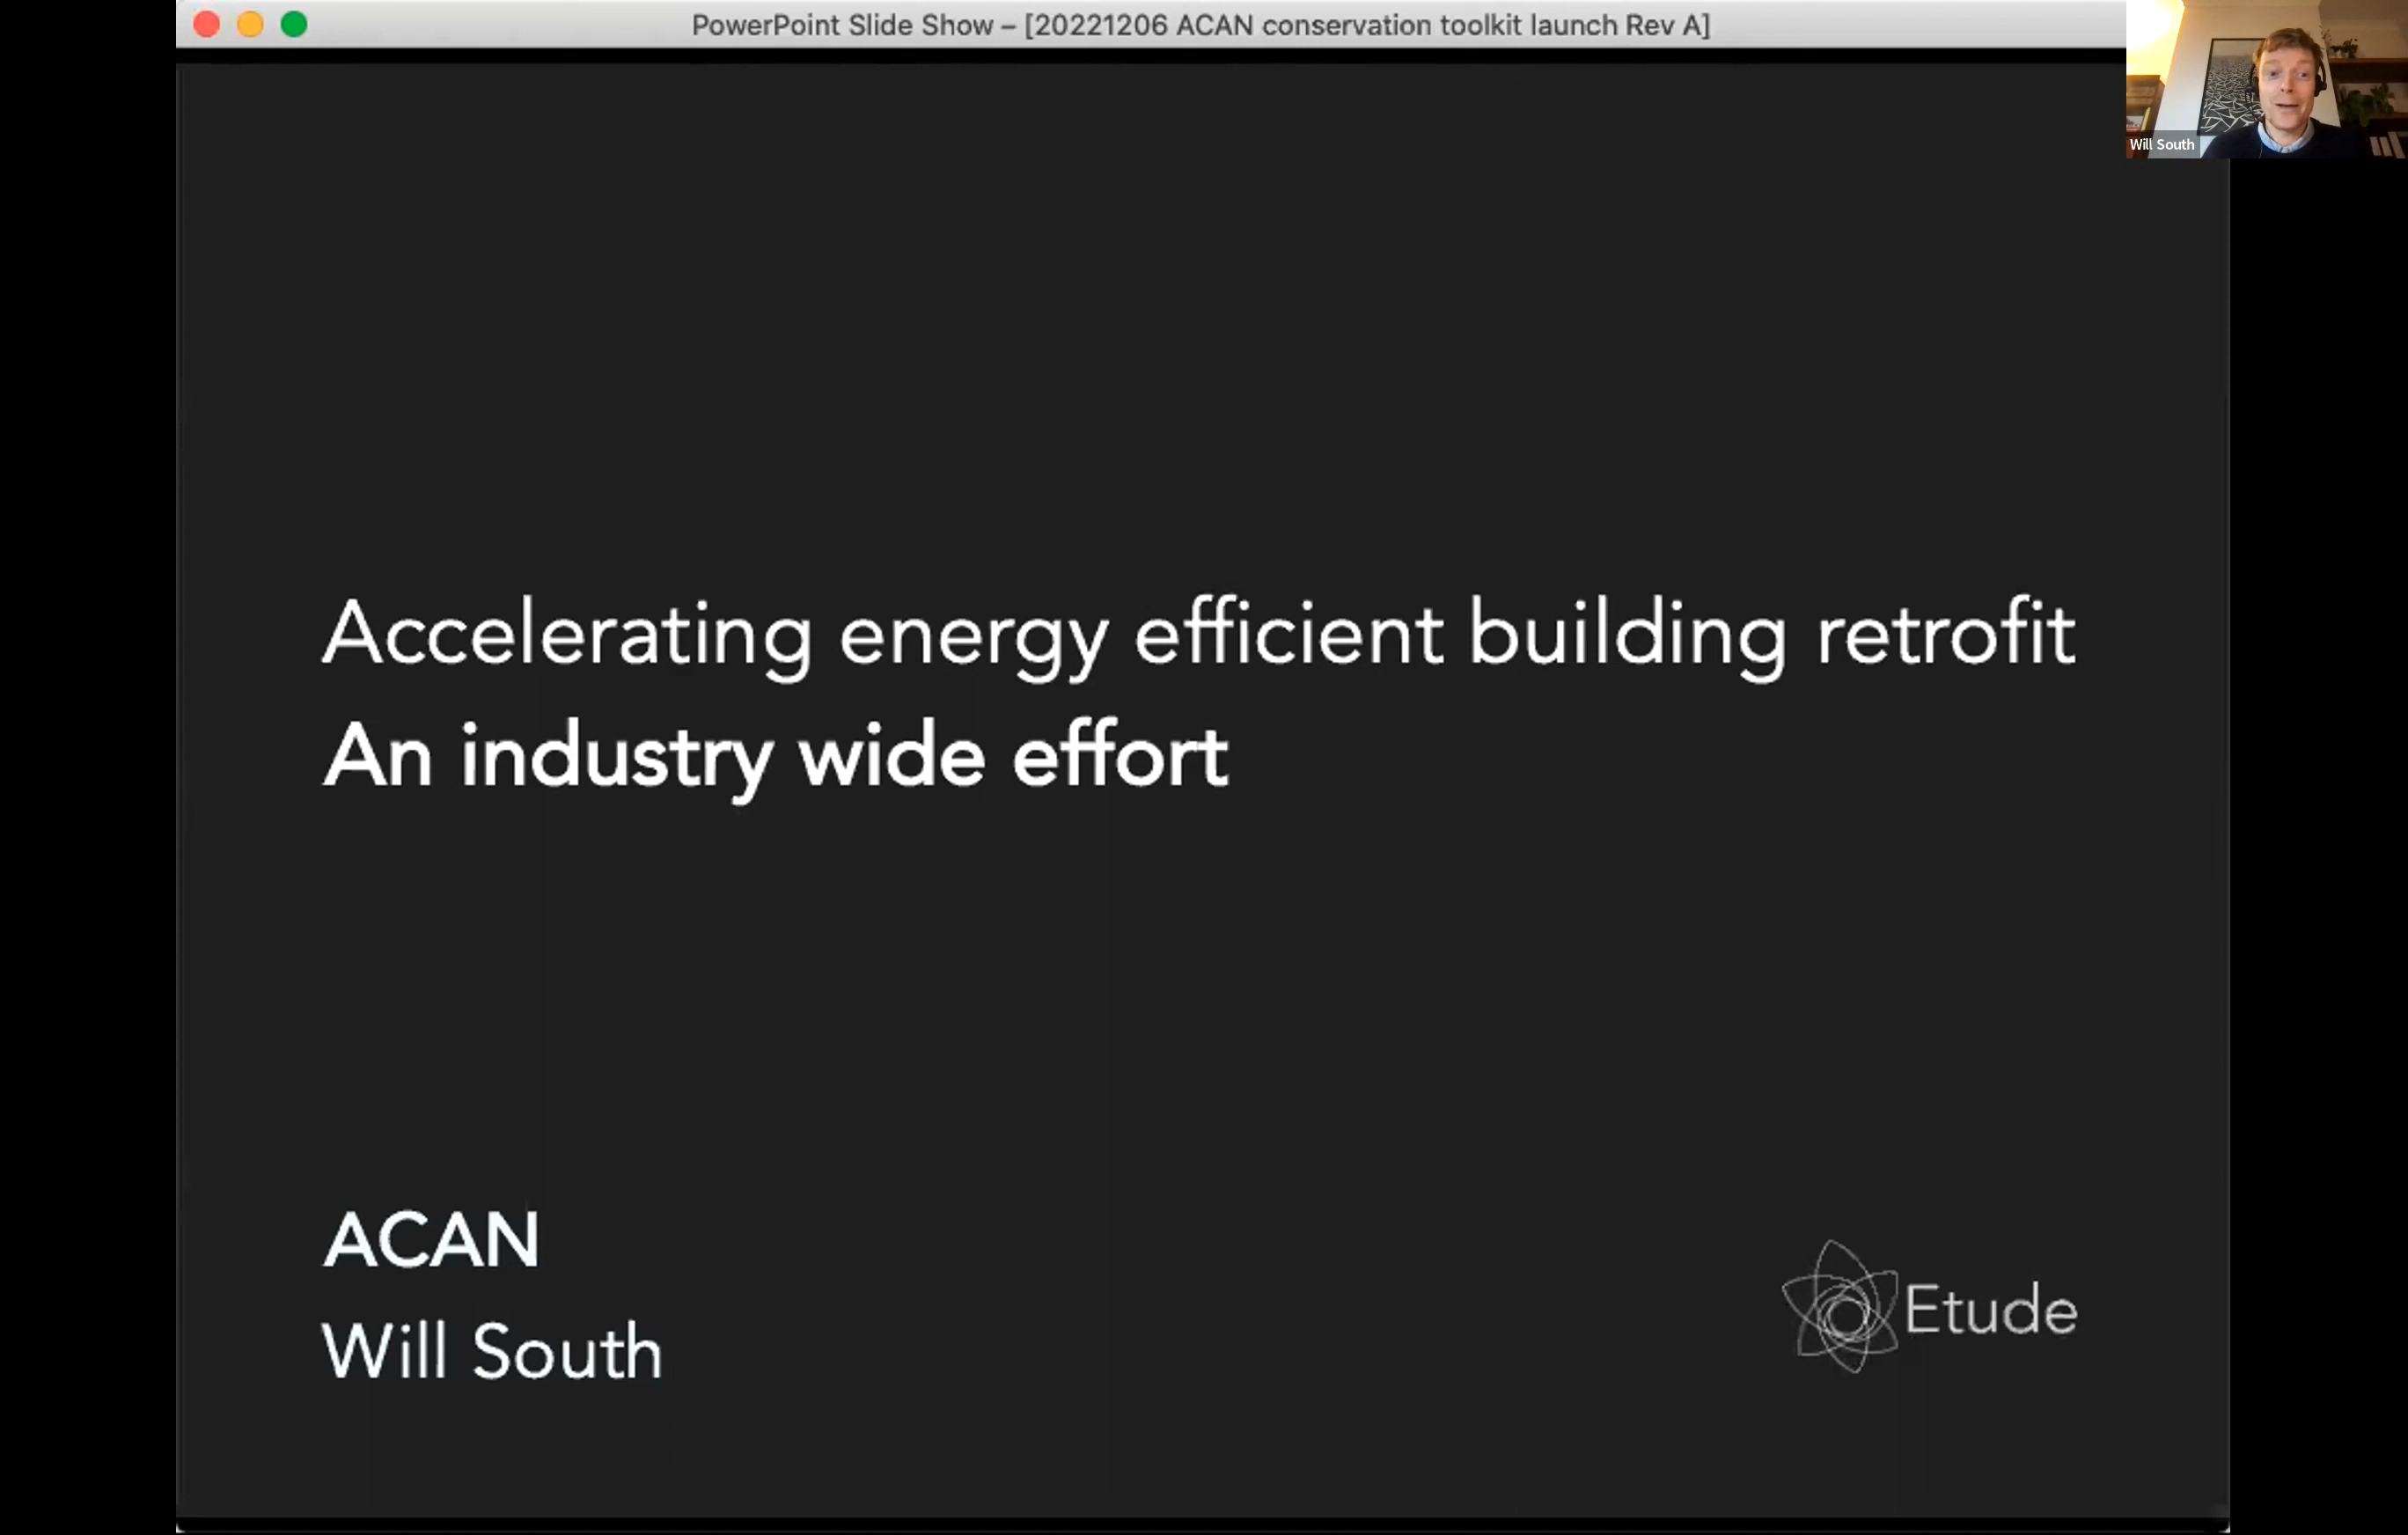 PowerPoint Slide Show – [20221206 ACAN conservation toolkit launch Rev A]
Will South
Accelerating energy efficient building retrofit
An industry wide effort
ACAN
Will South
Etude